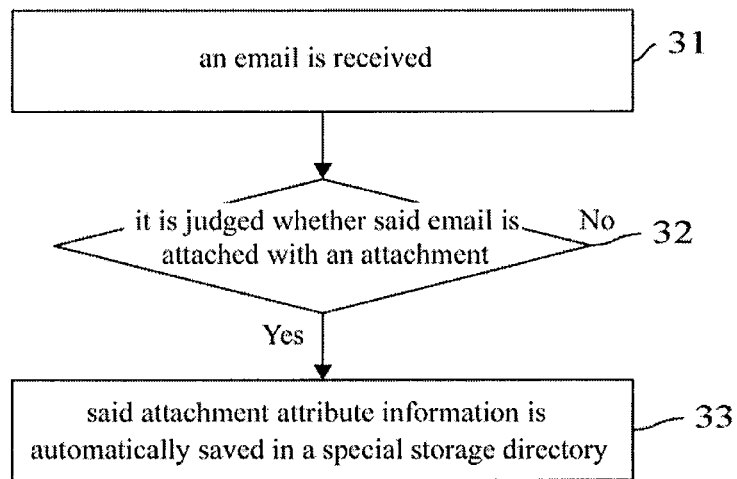 an email is received
31
it is judged whether said email is
attached with an attachment
No
32
Yes
said attachment attribute information is
automatically saved in a special storage directory
33